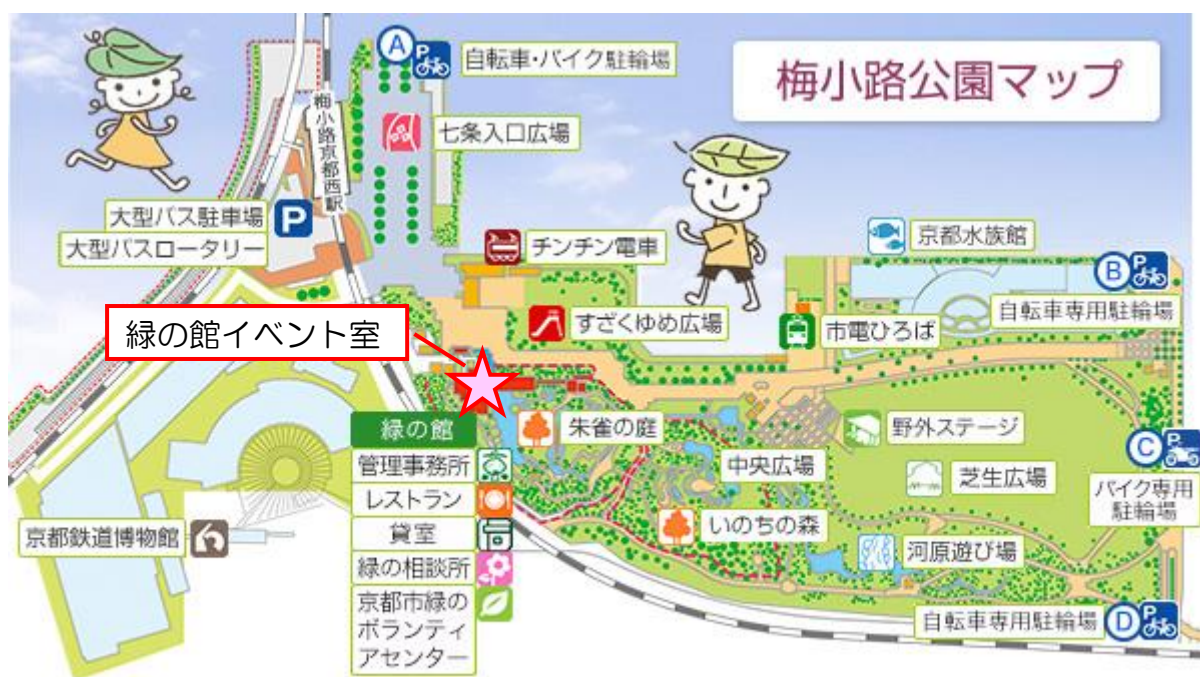 梅小路公園マップ
A
P
自転車・バイク駐輪場
七条入口広場
梅小路京都西駅
大型バス駐車場
大型バスロータリー
P
チンチン電車
京都水族館
B
P
自転車専用駐輪場
すざくゆめ広場
市電ひろば
緑の館イベント室
緑の館
管理事務所
レストラン
貸室
緑の相談所
京都市緑の
ボランティ
アセンター
朱雀の庭
中央広場
野外ステージ
芝生広場
C
P
バイク専用
駐輪場
いのちの森
河原遊び場
京都鉄道博物館
自転車専用駐輪場
D
P